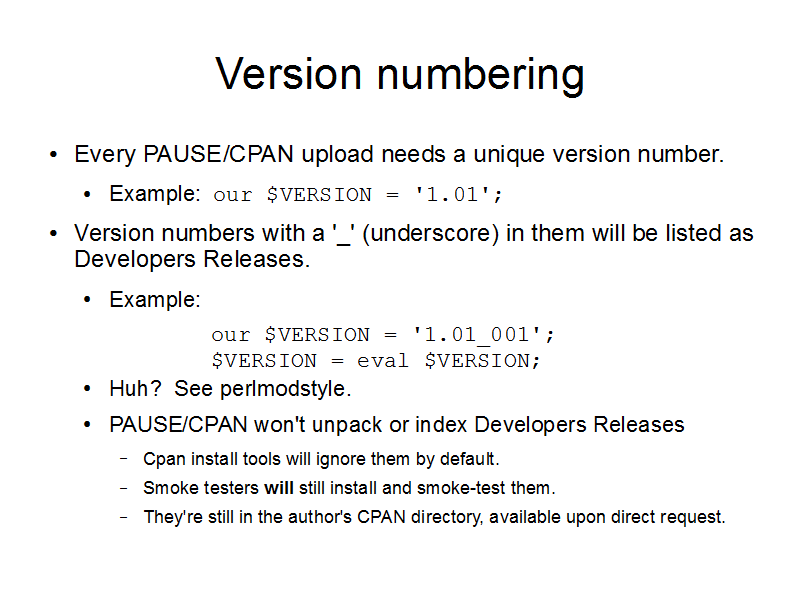 Version numbering
• Every PAUSE/CPAN upload needs a unique version number.
• Example: our $VERSION = '1.01';
• Version numbers with a '_' (underscore) in them will be listed as
Developers Releases.
• Example:
our $VERSION = '1.01_001';
$VERSION = eval $VERSION;
• Huh? See perlmodstyle.
• PAUSE/CPAN won't unpack or index Developers Releases
– Cpan install tools will ignore them by default.
– Smoke testers will still install and smoke-test them.
– They're still in the author's CPAN directory, available upon direct request.